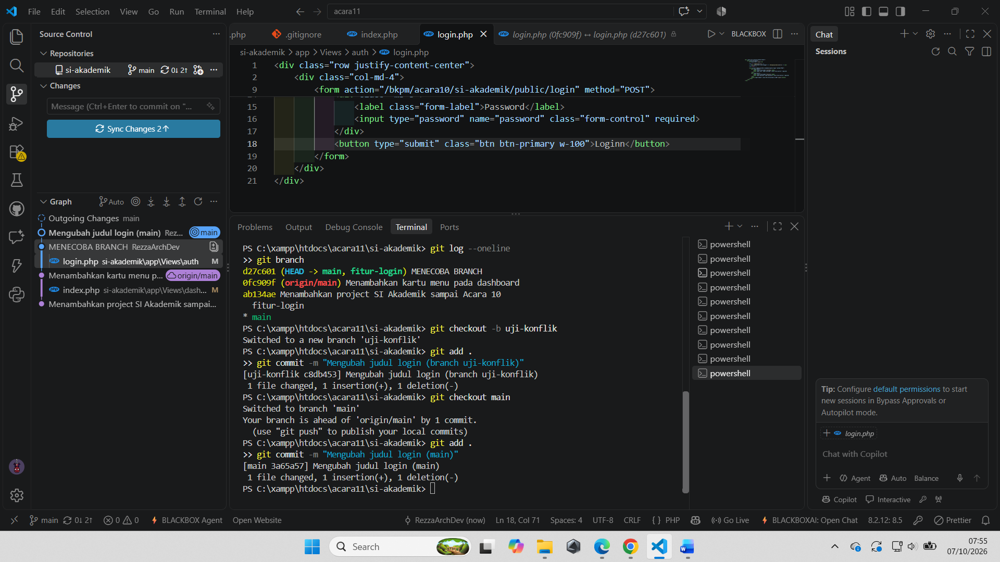 File Edit Selection View Go Run Terminal Help
acara11
Source Control
Repositories
si-akademik main 0↓ 2↑
Changes
Message (Ctrl+Enter to commit on "...
Sync Changes 2↑
Graph Auto
Outgoing Changes main
Mengubah judul login (main) Rez... main
MENECOBA BRANCH RezzaArchDev
login.php si-akademik\app\Views\auth M
Menambahkan kartu menu p... origin/main
index.php si-akademik\app\Views\dash... M
Menambahkan project SI Akademik sampai...
.php .gitignore index.php login.php login.php (0fc909f) ↔ login.php (d27c601) BLACKBOX
si-akademik > app > Views > auth > login.php
1 <div class="row justify-content-center">
2 <div class="col-md-4">
9 <form action="/bkpm/acara10/si-akademik/public/login" method="POST">
15 <label class="form-label">Password</label>
16 <input type="password" name="password" class="form-control" required>
17 </div>
18 <button type="submit" class="btn btn-primary w-100">Loginn</button>
19 </form>
20 </div>
21 </div>
Problems Output Debug Console Terminal Ports
PS C:\xampp\htdocs\acara11\si-akademik> git log --oneline
>> git branch
d27c601 (HEAD -> main, fitur-login) MENECOBA BRANCH
0fc909f (origin/main) Menambahkan kartu menu pada dashboard
ab134ae Menambahkan project SI Akademik sampai Acara 10
fitur-login
* main
PS C:\xampp\htdocs\acara11\si-akademik> git checkout -b uji-konflik
Switched to a new branch 'uji-konflik'
PS C:\xampp\htdocs\acara11\si-akademik> git add .
>> git commit -m "Mengubah judul login (branch uji-konflik)"
[uji-konflik c8db453] Mengubah judul login (branch uji-konflik)
1 file changed, 1 insertion(+), 1 deletion(-)
PS C:\xampp\htdocs\acara11\si-akademik> git checkout main
Switched to branch 'main'
Your branch is ahead of 'origin/main' by 1 commit.
(use "git push" to publish your local commits)
PS C:\xampp\htdocs\acara11\si-akademik> git add .
>> git commit -m "Mengubah judul login (main)"
[main 3a65a57] Mengubah judul login (main)
1 file changed, 1 insertion(+), 1 deletion(-)
PS C:\xampp\htdocs\acara11\si-akademik>
powershell
powershell
powershell
powershell
powershell
powershell
powershell
powershell
powershell
powershell
Chat
Sessions
Tip: Configure default permissions to start
new sessions in Bypass Approvals or
Autopilot mode.
login.php
Chat with Copilot
Agent Auto Balance
Copilot Interactive
main 0↓ 2↑ 0 0 BLACKBOX Agent Open Website RezzaArchDev (now) Ln 18, Col 71 Spaces: 4 UTF-8 CRLF { } PHP Go Live BLACKBOXAI: Open Chat 8.2.12: 8.5 Prettier
Search
07:55
07/10/2026